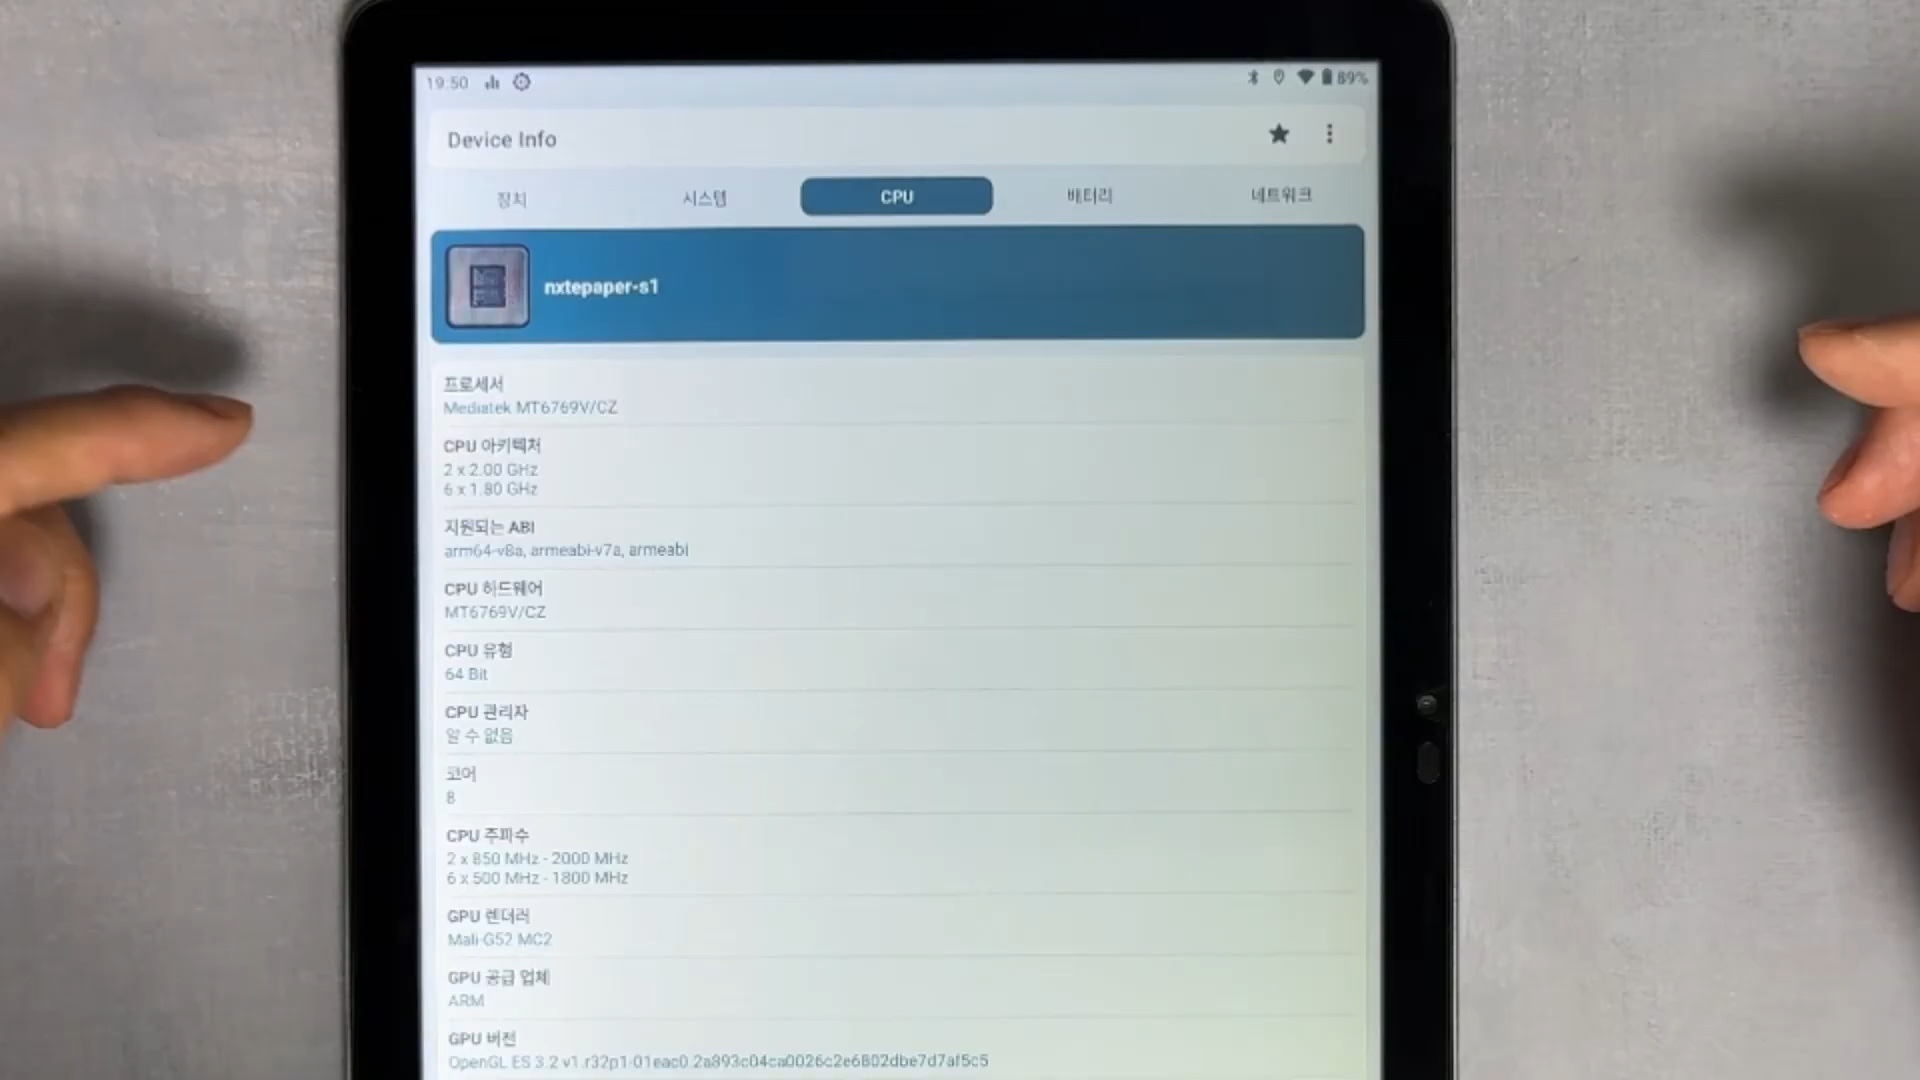 19:50
89%
Device Info
장치
시스템
CPU
배터리
네트워크
nxtepaper-s1
프로세서
Mediatek MT6769V/CZ
CPU 아키텍처
2 x 2.00 GHz
6 x 1.80 GHz
지원되는 ABI
arm64-v8a, armeabi-v7a, armeabi
CPU 하드웨어
MT6769V/CZ
CPU 유형
64 Bit
CPU 관리자
알 수 없음
코어
8
CPU 주파수
2 x 850 MHz - 2000 MHz
6 x 500 MHz - 1800 MHz
GPU 렌더러
Mali-G52 MC2
GPU 공급 업체
ARM
GPU 버전
OpenGL ES 3.2 v1.r32p1-01eac0.2a893c04ca0026c2e6802dbe7d7af5c5